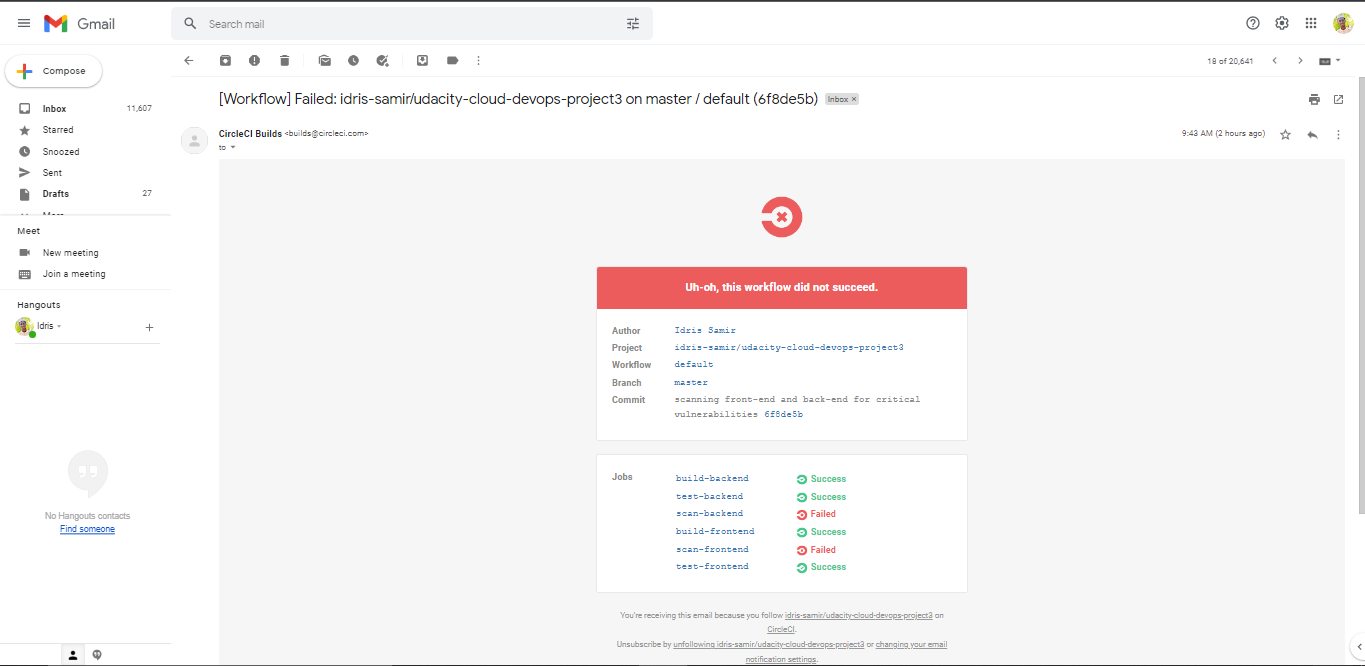 Gmail
Search mail
Compose
18 of 20,641
Inbox 11,607
Starred
Snoozed
Sent
Drafts 27
More
Meet
New meeting
Join a meeting
Hangouts
Idris
No Hangouts contacts
Find someone
[Workflow] Failed: idris-samir/udacity-cloud-devops-project3 on master / default (6f8de5b) Inbox ×
CircleCI Builds <builds@circleci.com> 9:43 AM (2 hours ago)
to
Uh-oh, this workflow did not succeed.
Author Idris Samir
Project idris-samir/udacity-cloud-devops-project3
Workflow default
Branch master
Commit scanning front-end and back-end for critical
vulnerabilities 6f8de5b
Jobs build-backend Success
test-backend Success
scan-backend Failed
build-frontend Success
scan-frontend Failed
test-frontend Success
You're receiving this email because you follow idris-samir/udacity-cloud-devops-project3 on
CircleCI.
Unsubscribe by unfollowing idris-samir/udacity-cloud-devops-project3 or changing your email
notification settings.